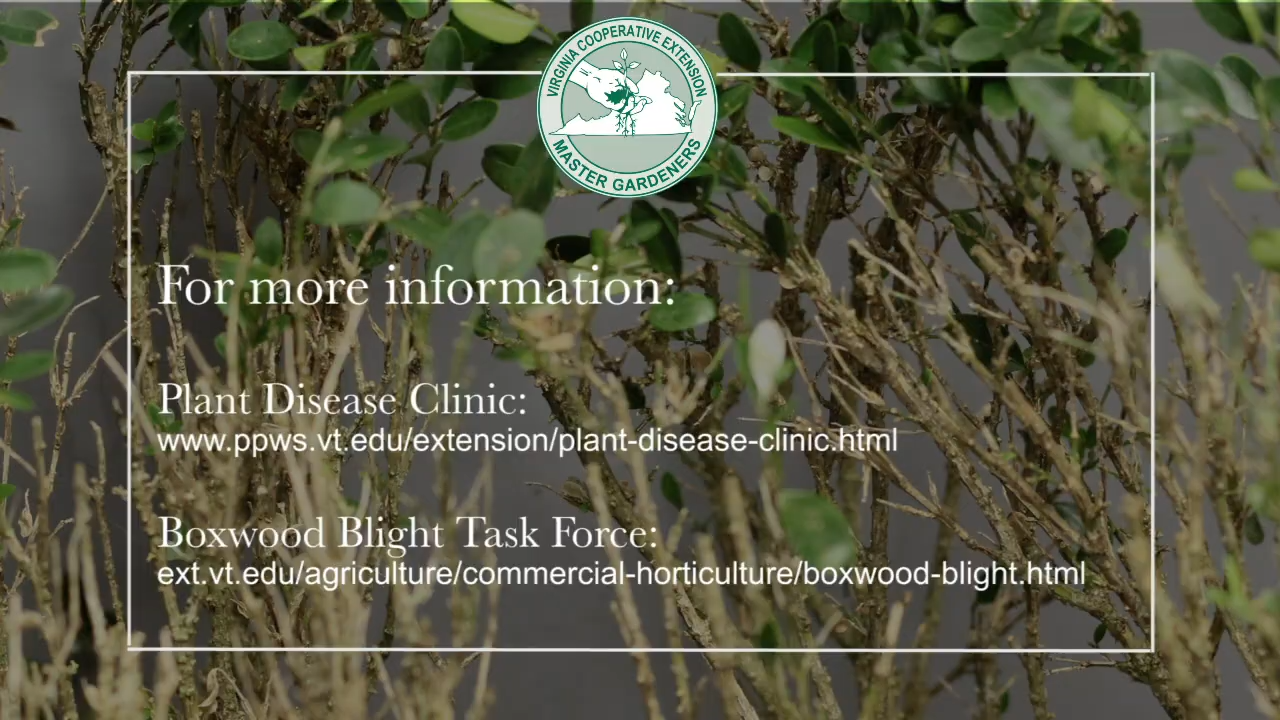 VIRGINIA COOPERATIVE EXTENSION
MASTER GARDENERS
For more information:
Plant Disease Clinic:
www.ppws.vt.edu/extension/plant-disease-clinic.html
Boxwood Blight Task Force:
ext.vt.edu/agriculture/commercial-horticulture/boxwood-blight.html